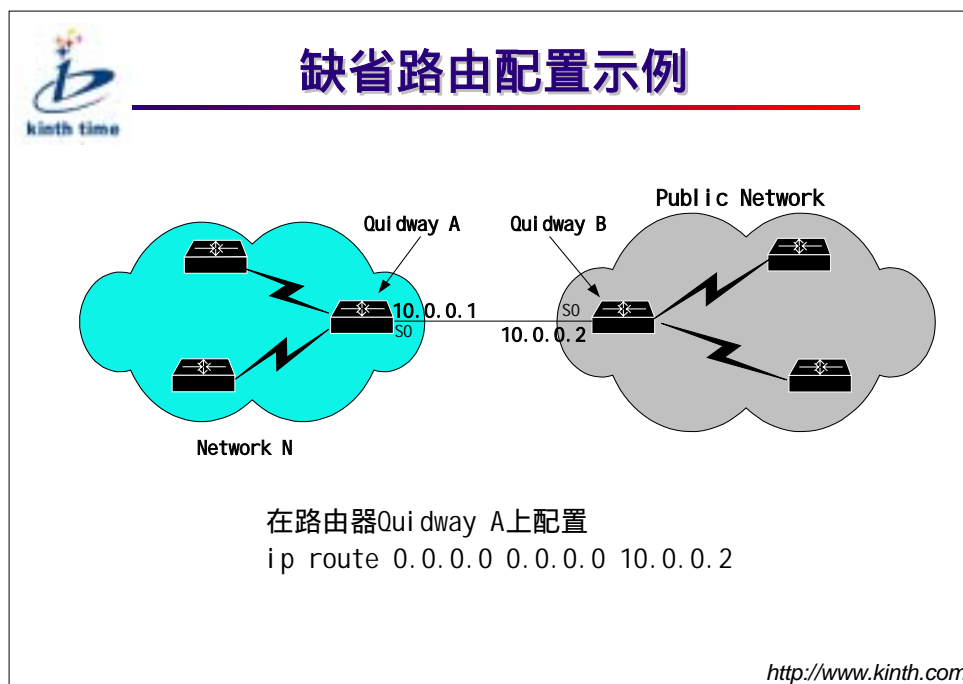 kinth time
缺省路由配置示例
Public Network
Quidway A
Quidway B
10.0.0.1
S0
S0
10.0.0.2
Network N
在路由器Quidway A上配置
ip route 0.0.0.0 0.0.0.0 10.0.0.2
http://www.kinth.com